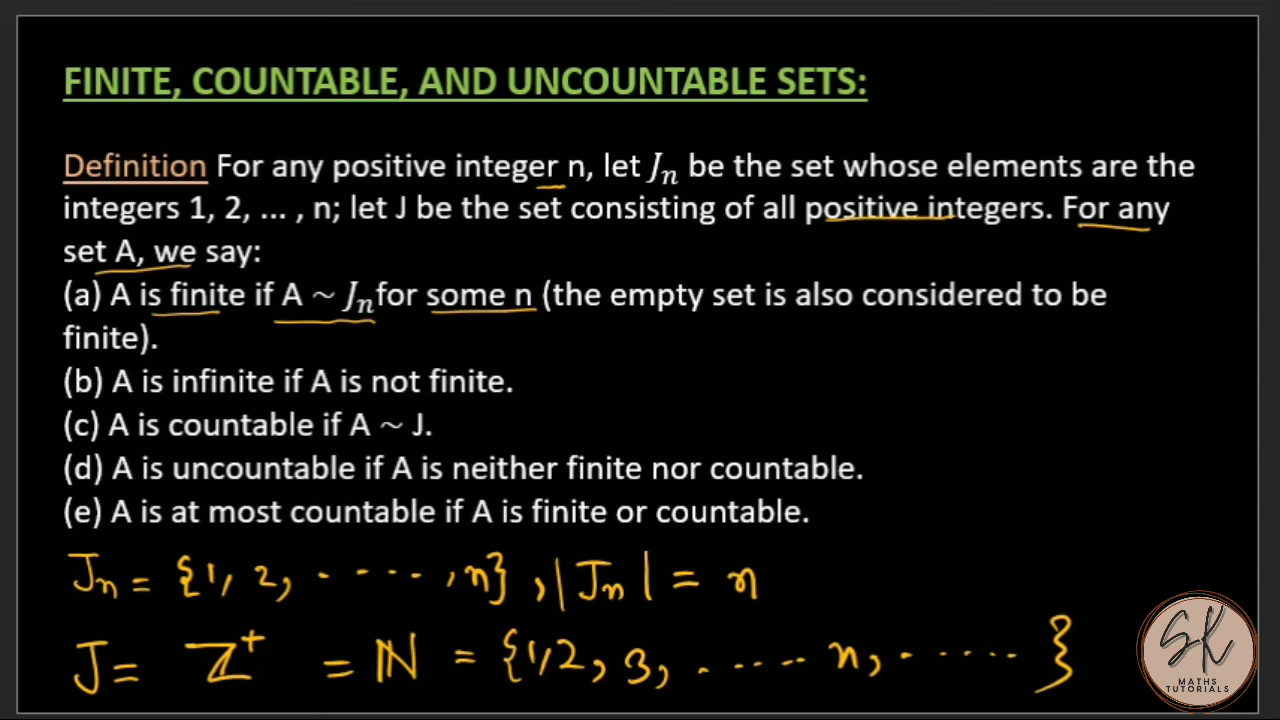 FINITE, COUNTABLE, AND UNCOUNTABLE SETS:
Definition For any positive integer n, let Jₙ be the set whose elements are the
integers 1, 2, ... , n; let J be the set consisting of all positive integers. For any
set A, we say:
(a) A is finite if A ~ Jₙ for some n (the empty set is also considered to be
finite).
(b) A is infinite if A is not finite.
(c) A is countable if A ~ J.
(d) A is uncountable if A is neither finite nor countable.
(e) A is at most countable if A is finite or countable.
Jₙ = {1, 2, ......, n}, |Jₙ| = n
J = ℤ⁺ = ℕ = {1, 2, 3, ...... n, ...... }
SK
MATHS
TUTORIALS